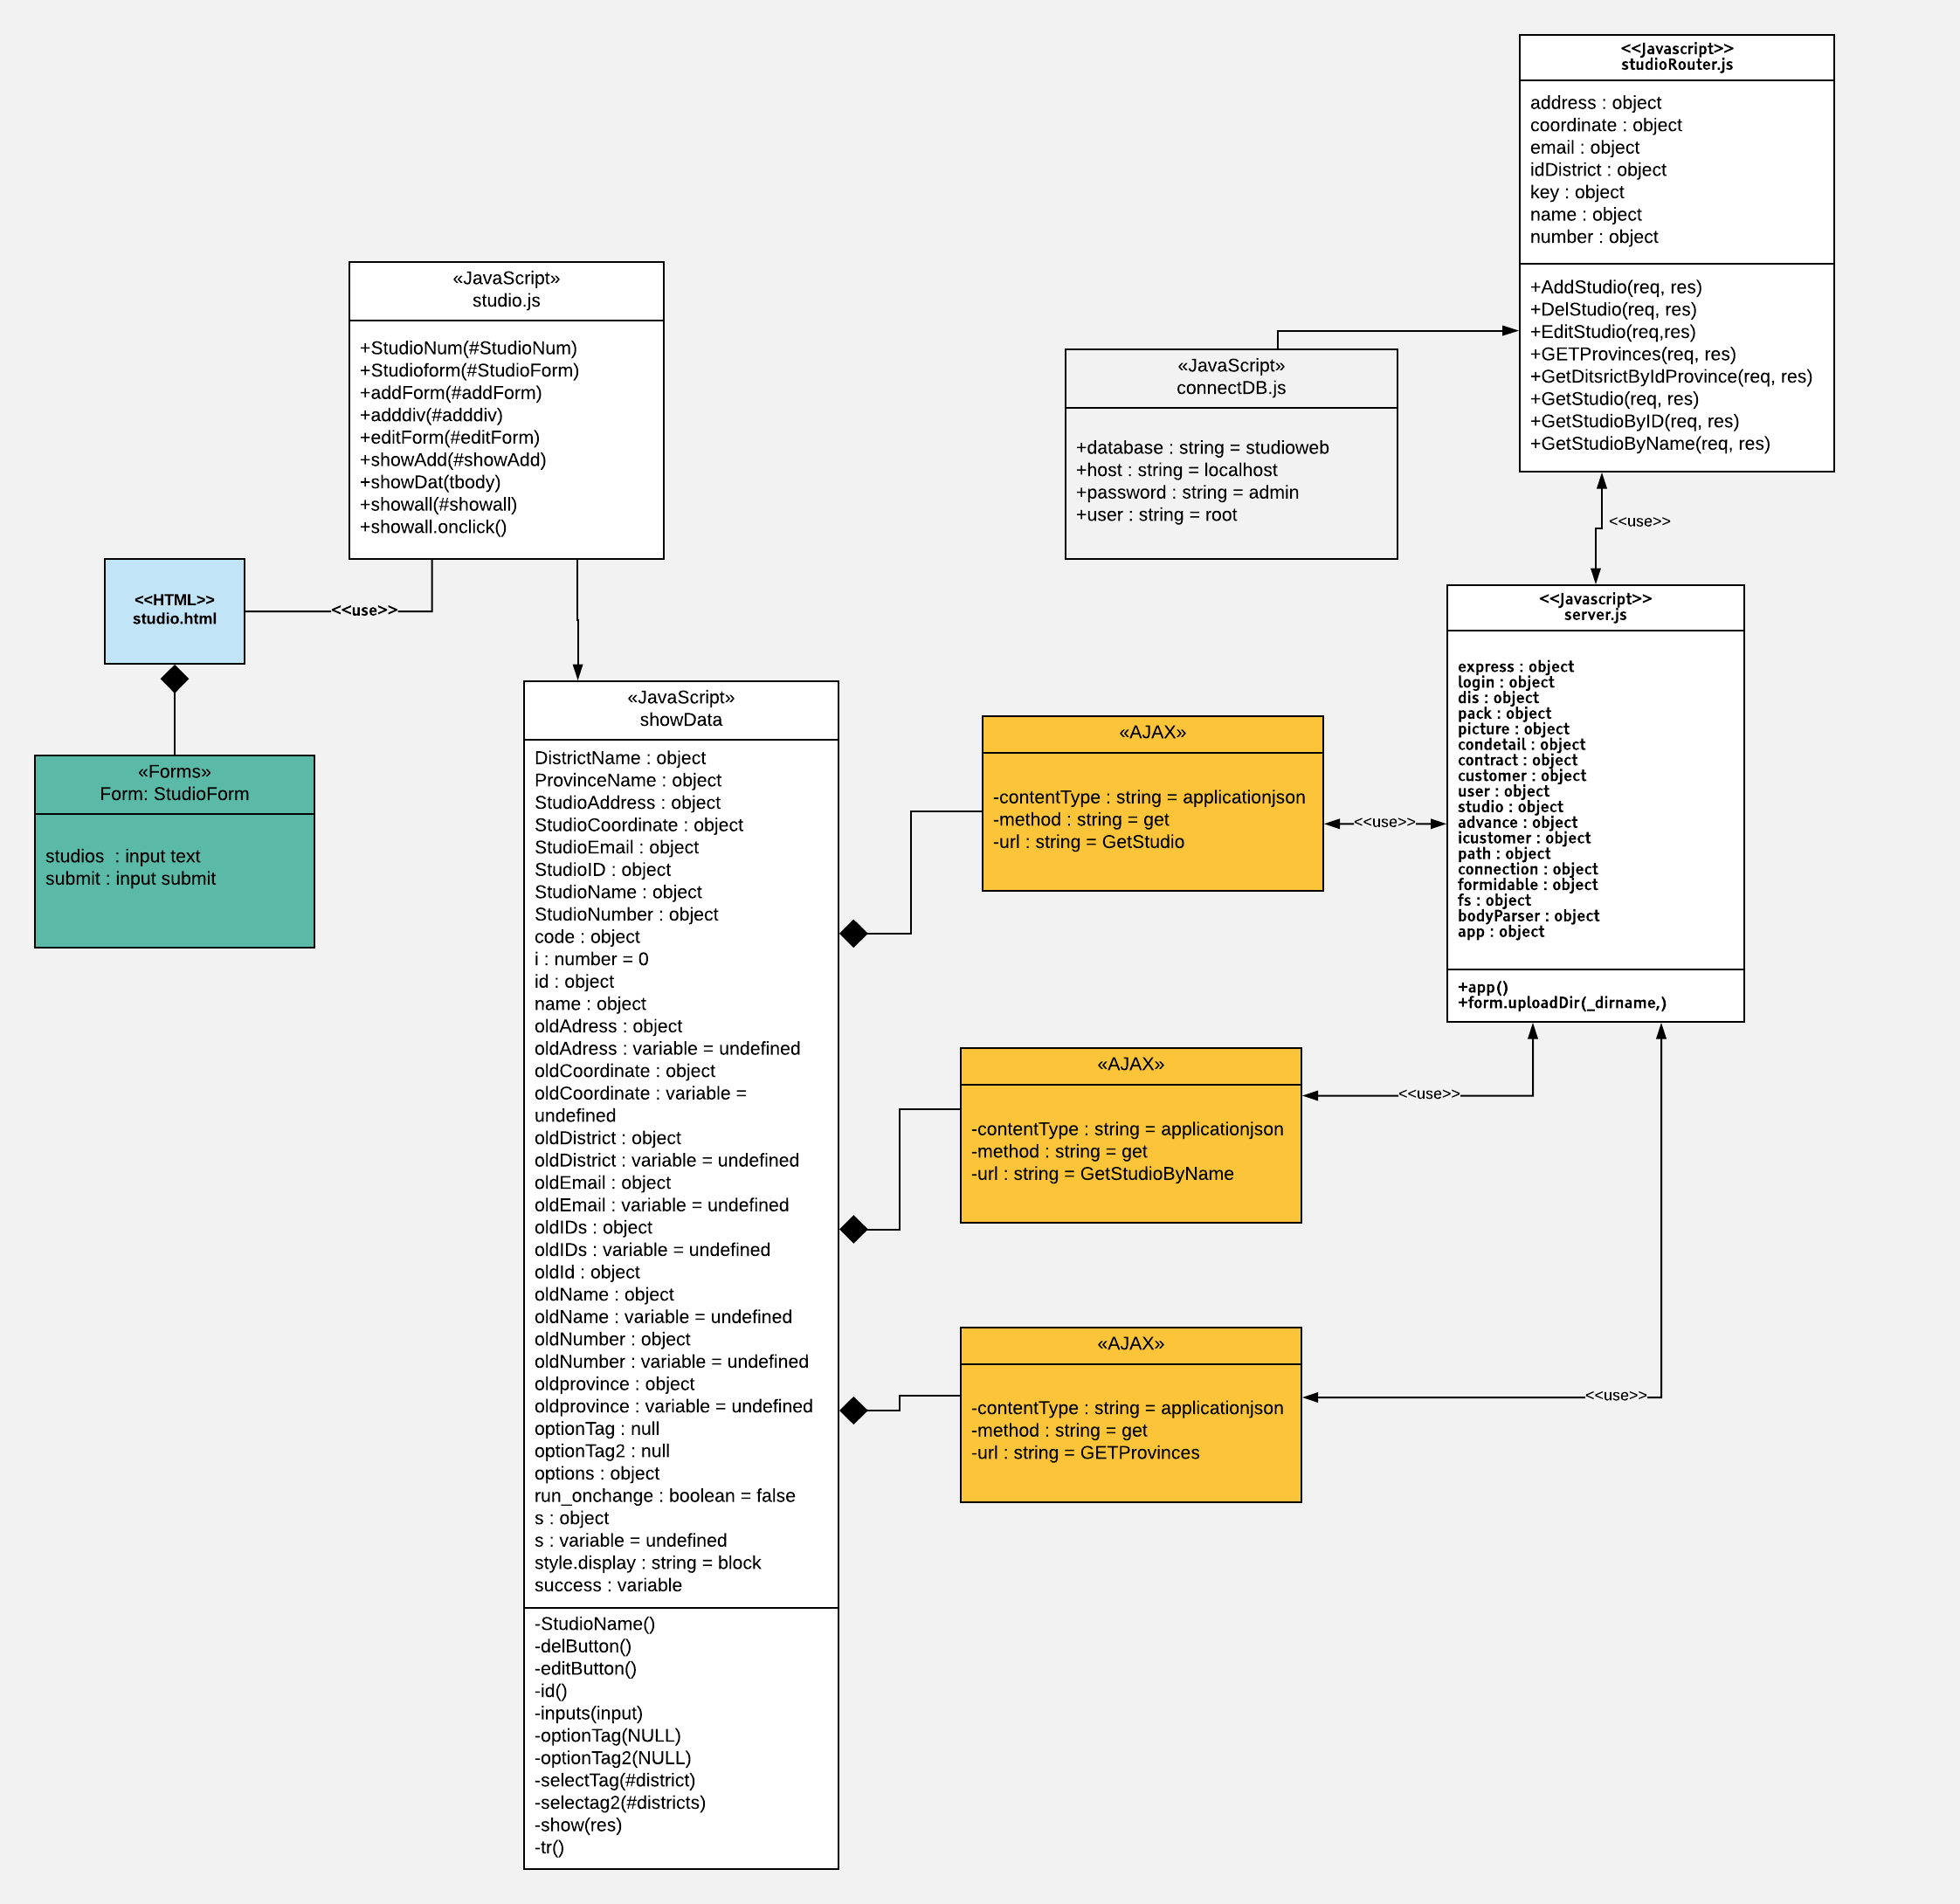 <<Javascript>>
studioRouter.js
address : object
coordinate : object
email : object
idDistrict : object
key : object
name : object
number : object
+AddStudio(req, res)
+DelStudio(req, res)
+EditStudio(req,res)
+GETProvinces(req, res)
+GetDitsrictByIdProvince(req, res)
+GetStudio(req, res)
+GetStudioByID(req, res)
+GetStudioByName(req, res)
«JavaScript»
studio.js
+StudioNum(#StudioNum)
+Studioform(#StudioForm)
+addForm(#addForm)
+adddiv(#adddiv)
+editForm(#editForm)
+showAdd(#showAdd)
+showDat(tbody)
+showall(#showall)
+showall.onclick()
«JavaScript»
connectDB.js
+database : string = studioweb
+host : string = localhost
+password : string = admin
+user : string = root
<<use>>
<<HTML>>
studio.html
<<use>>
«Forms»
Form: StudioForm
studios  : input text
submit : input submit
«JavaScript»
showData
DistrictName : object
ProvinceName : object
StudioAddress : object
StudioCoordinate : object
StudioEmail : object
StudioID : object
StudioName : object
StudioNumber : object
code : object
i : number = 0
id : object
name : object
oldAdress : object
oldAdress : variable = undefined
oldCoordinate : object
oldCoordinate : variable =
undefined
oldDistrict : object
oldDistrict : variable = undefined
oldEmail : object
oldEmail : variable = undefined
oldIDs : object
oldIDs : variable = undefined
oldId : object
oldName : object
oldName : variable = undefined
oldNumber : object
oldNumber : variable = undefined
oldprovince : object
oldprovince : variable = undefined
optionTag : null
optionTag2 : null
options : object
run_onchange : boolean = false
s : object
s : variable = undefined
style.display : string = block
success : variable
-StudioName()
-delButton()
-editButton()
-id()
-inputs(input)
-optionTag(NULL)
-optionTag2(NULL)
-selectTag(#district)
-selectag2(#districts)
-show(res)
-tr()
«AJAX»
-contentType : string = applicationjson
-method : string = get
-url : string = GetStudio
<<use>>
<<Javascript>>
server.js
express : object
login : object
dis : object
pack : object
picture : object
condetail : object
contract : object
customer : object
user : object
studio : object
advance : object
icustomer : object
path : object
connection : object
formidable : object
fs : object
bodyParser : object
app : object
+app()
+form.uploadDir(_dirname,)
«AJAX»
-contentType : string = applicationjson
-method : string = get
-url : string = GetStudioByName
<<use>>
«AJAX»
-contentType : string = applicationjson
-method : string = get
-url : string = GETProvinces
<<use>>